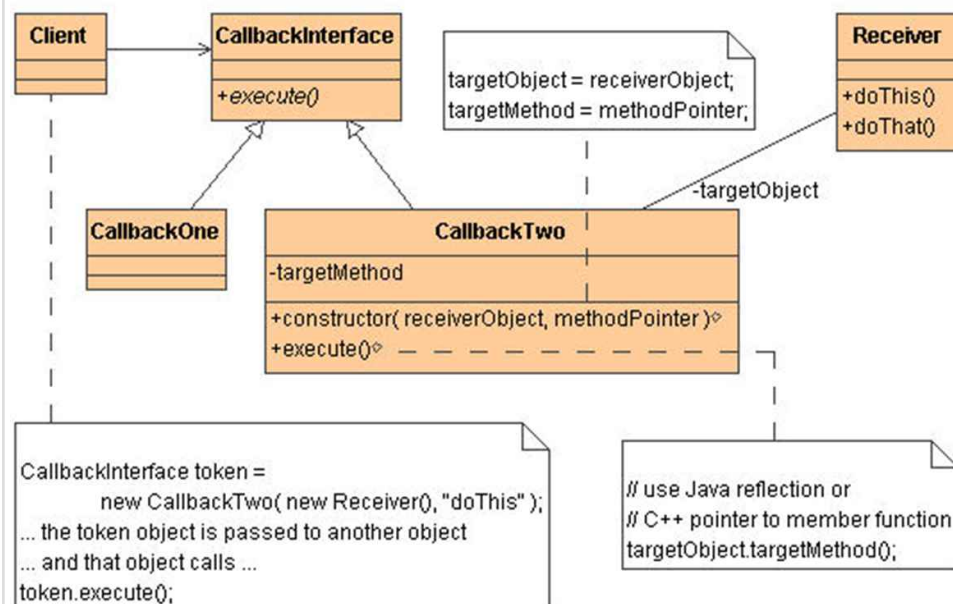 Client
CallbackInterface
+execute()
targetObject = receiverObject;
targetMethod = methodPointer;
Receiver
+doThis()
+doThat()
-targetObject
CallbackOne
CallbackTwo
-targetMethod
+constructor( receiverObject, methodPointer )
+execute()
CallbackInterface token =
new CallbackTwo( new Receiver(), "doThis" );
... the token object is passed to another object
... and that object calls ...
token.execute();
// use Java reflection or
// C++ pointer to member function
targetObject.targetMethod();